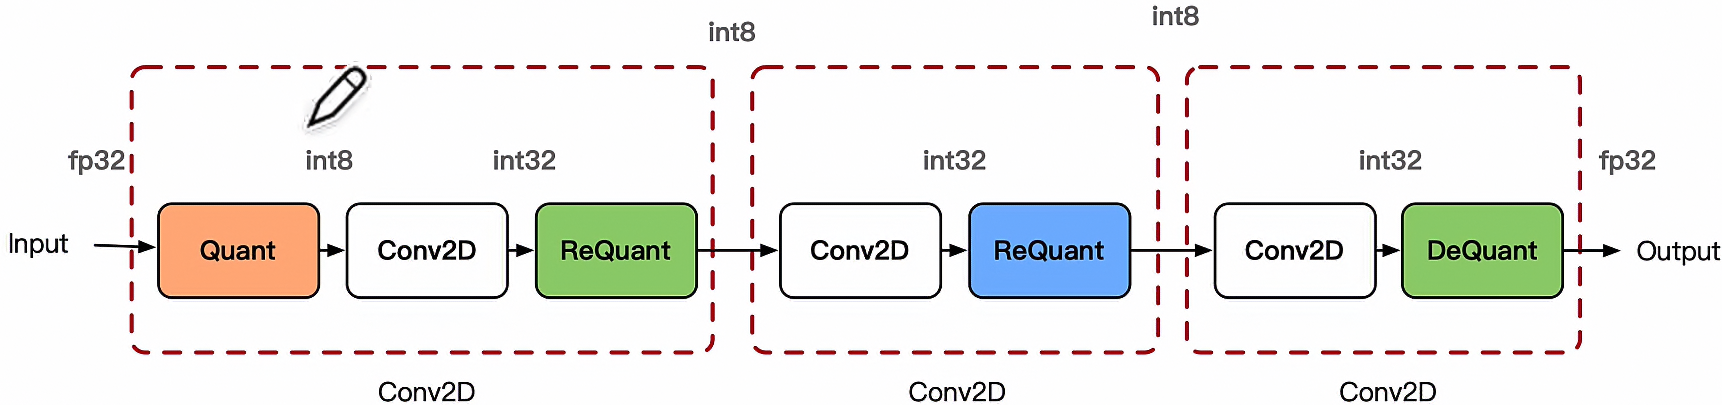 int8
int8
fp32
int8
int32
int32
int32
fp32
Input
Quant
Conv2D
ReQuant
Conv2D
ReQuant
Conv2D
DeQuant
Output
Conv2D
Conv2D
Conv2D